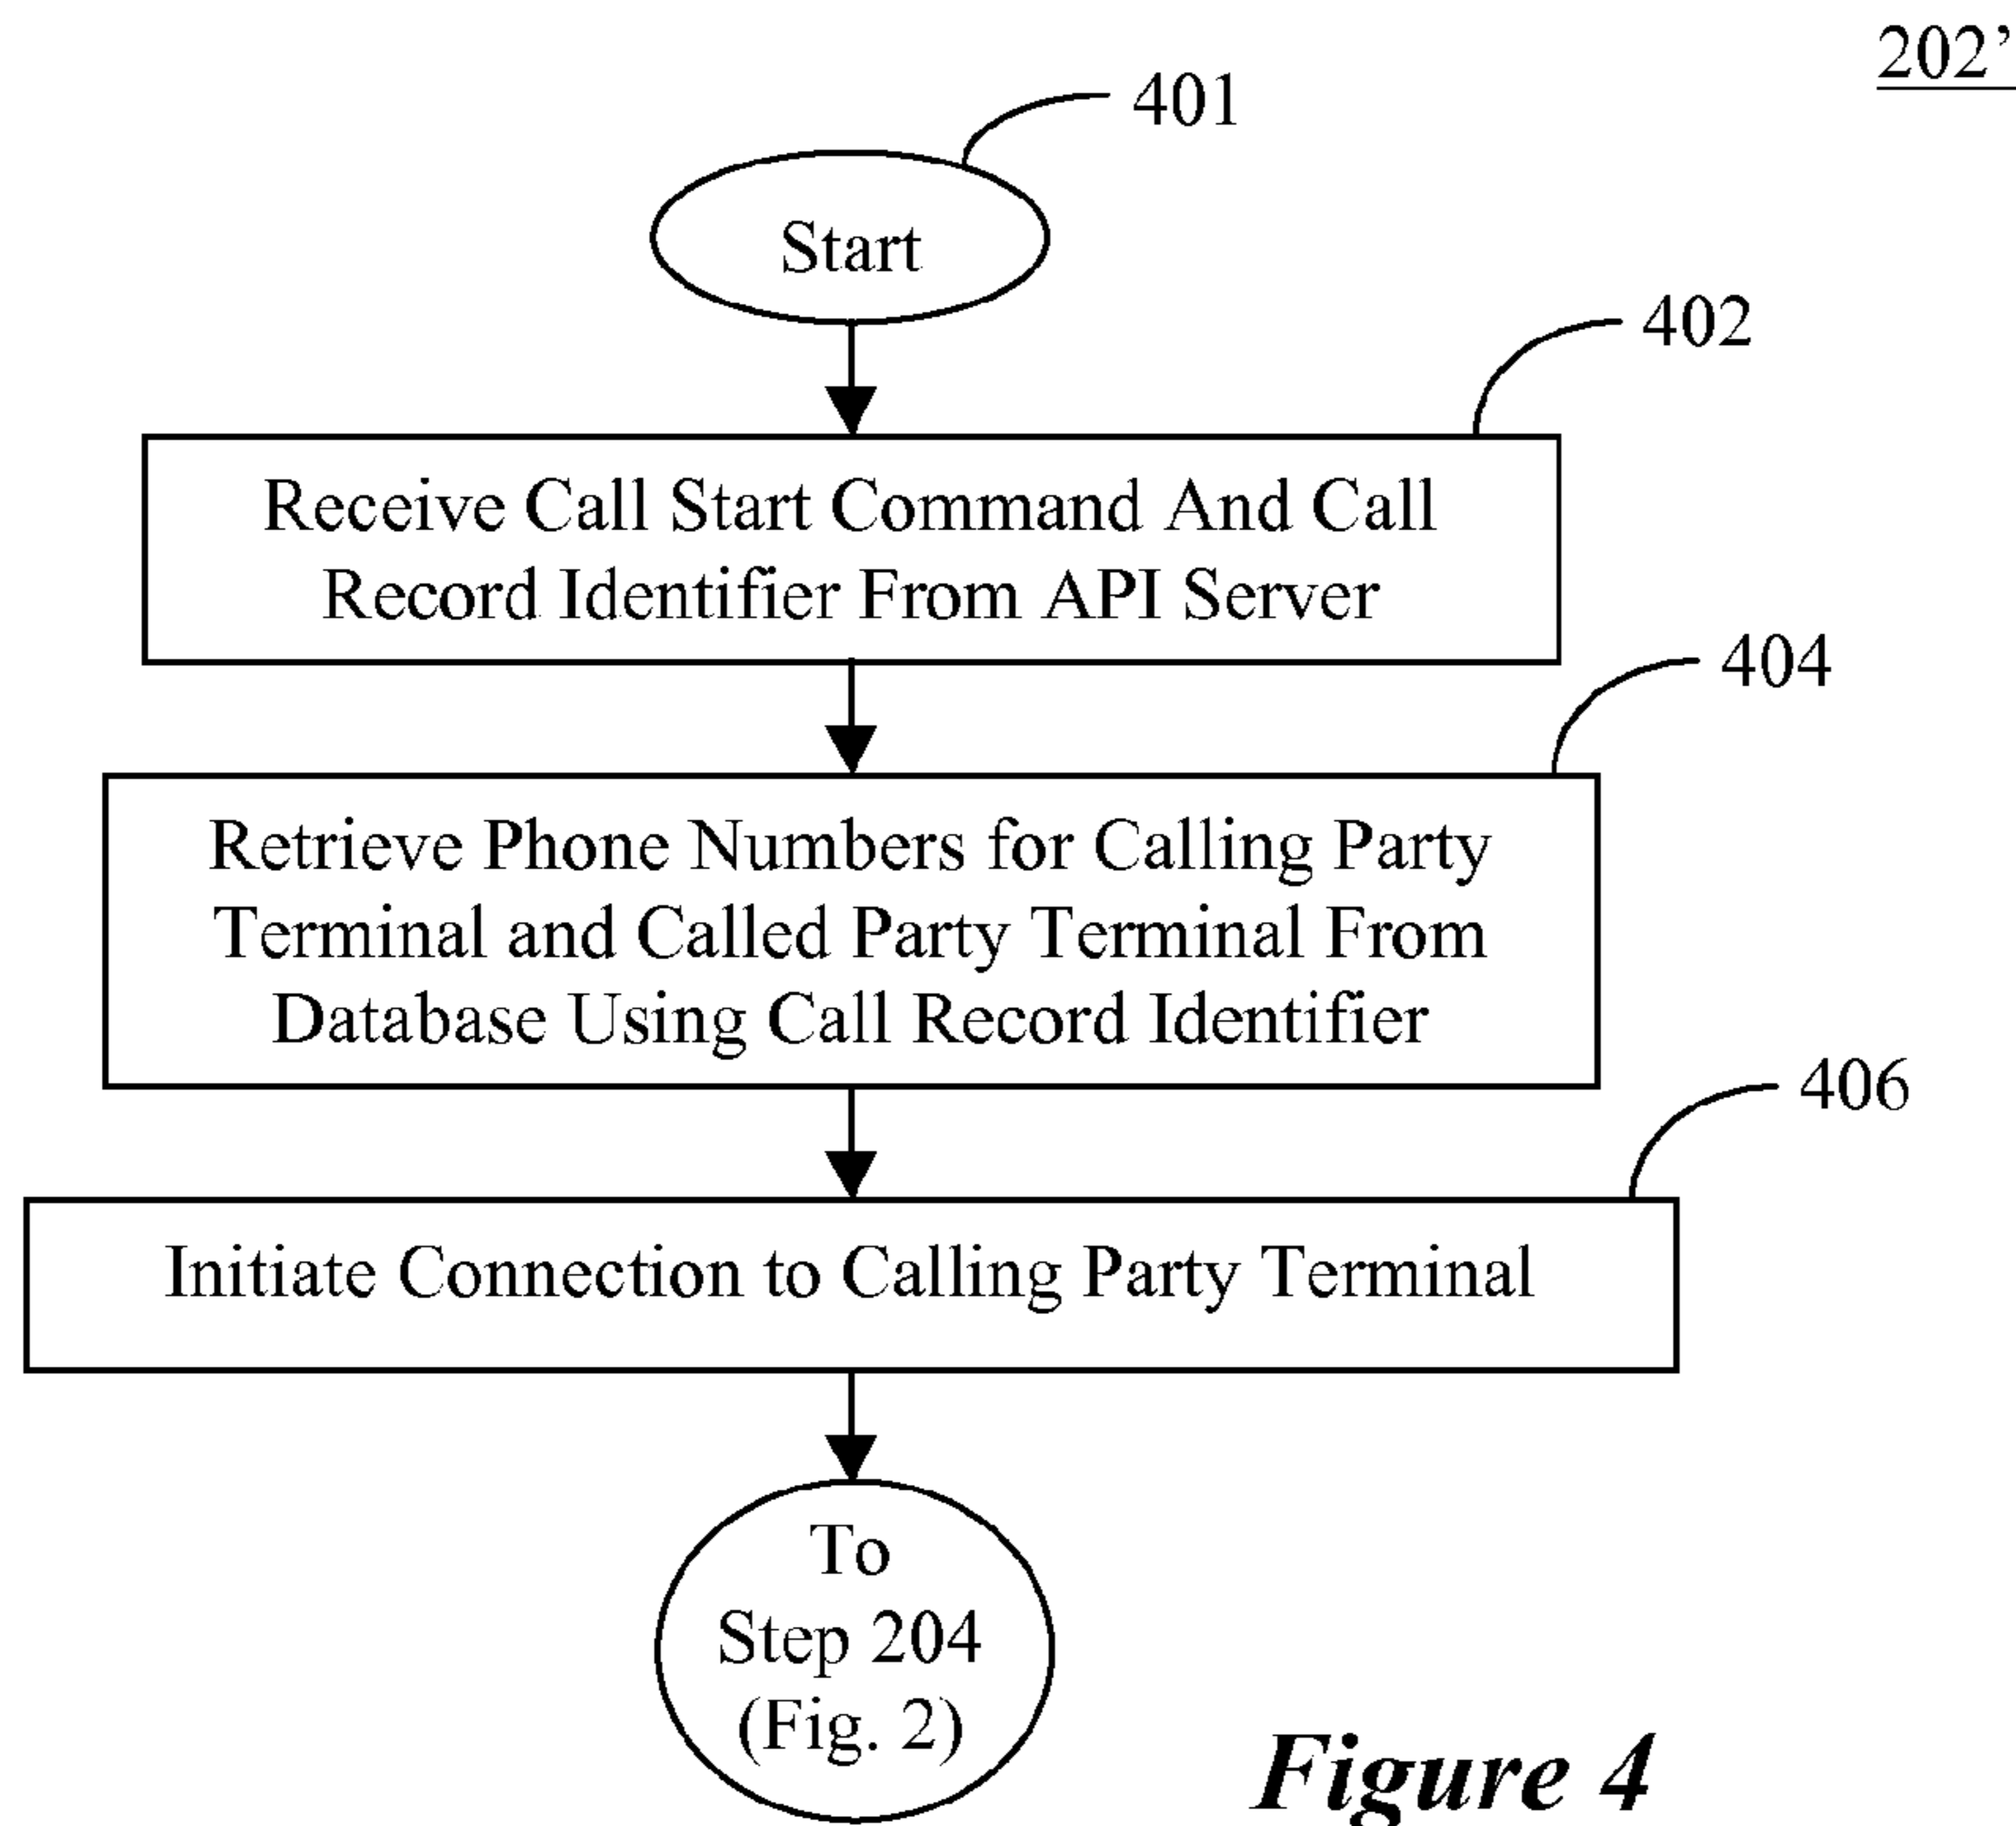 202’
401
Start
402
Receive Call Start Command And Call
Record Identifier From API Server
404
Retrieve Phone Numbers for Calling Party
Terminal and Called Party Terminal From
Database Using Call Record Identifier
406
Initiate Connection to Calling Party Terminal
To
Step 204
(Fig. 2)
Figure 4